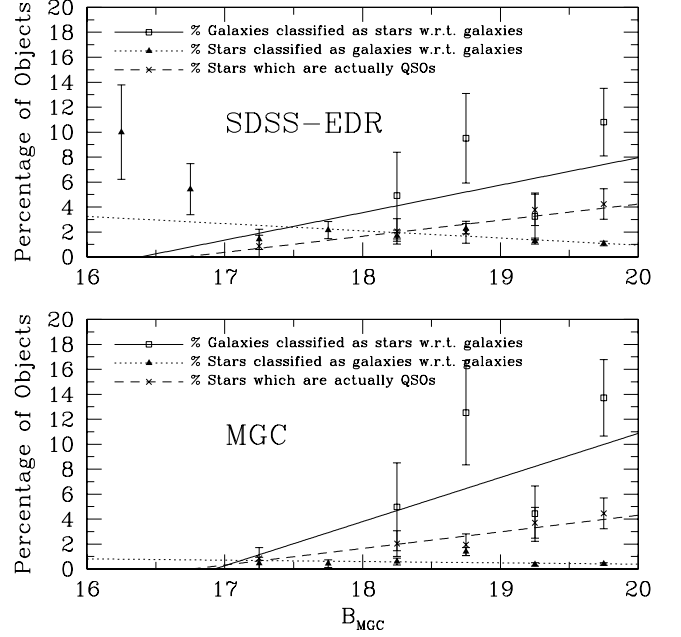 20
% Galaxies classified as stars w.r.t. galaxies
18
% Stars classified as galaxies w.r.t. galaxies
16
% Stars which are actually QSOs
14
12
SDSS-EDR
10
8
6
4
2
0
Percentage of Objects
16 17 18 19 20
20
% Galaxies classified as stars w.r.t. galaxies
18
% Stars classified as galaxies w.r.t. galaxies
16
% Stars which are actually QSOs
14
12
MGC
10
8
6
4
2
0
Percentage of Objects
16 17 18 19 20
B_MGC